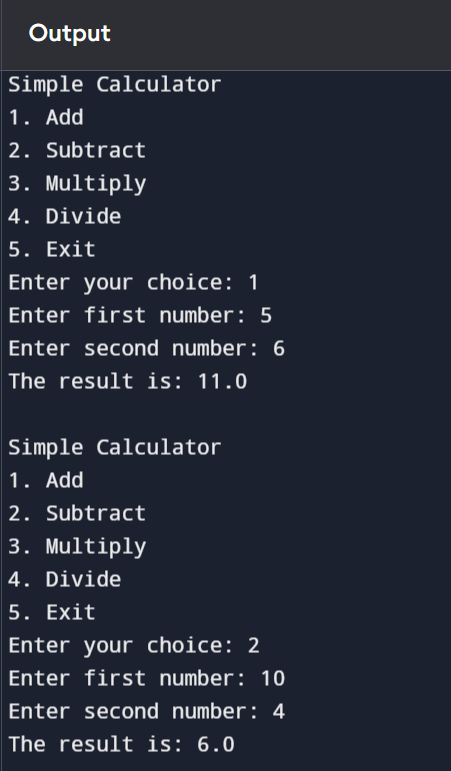 Output
Simple Calculator
1. Add
2. Subtract
3. Multiply
4. Divide
5. Exit
Enter your choice: 1
Enter first number: 5
Enter second number: 6
The result is: 11.0

Simple Calculator
1. Add
2. Subtract
3. Multiply
4. Divide
5. Exit
Enter your choice: 2
Enter first number: 10
Enter second number: 4
The result is: 6.0